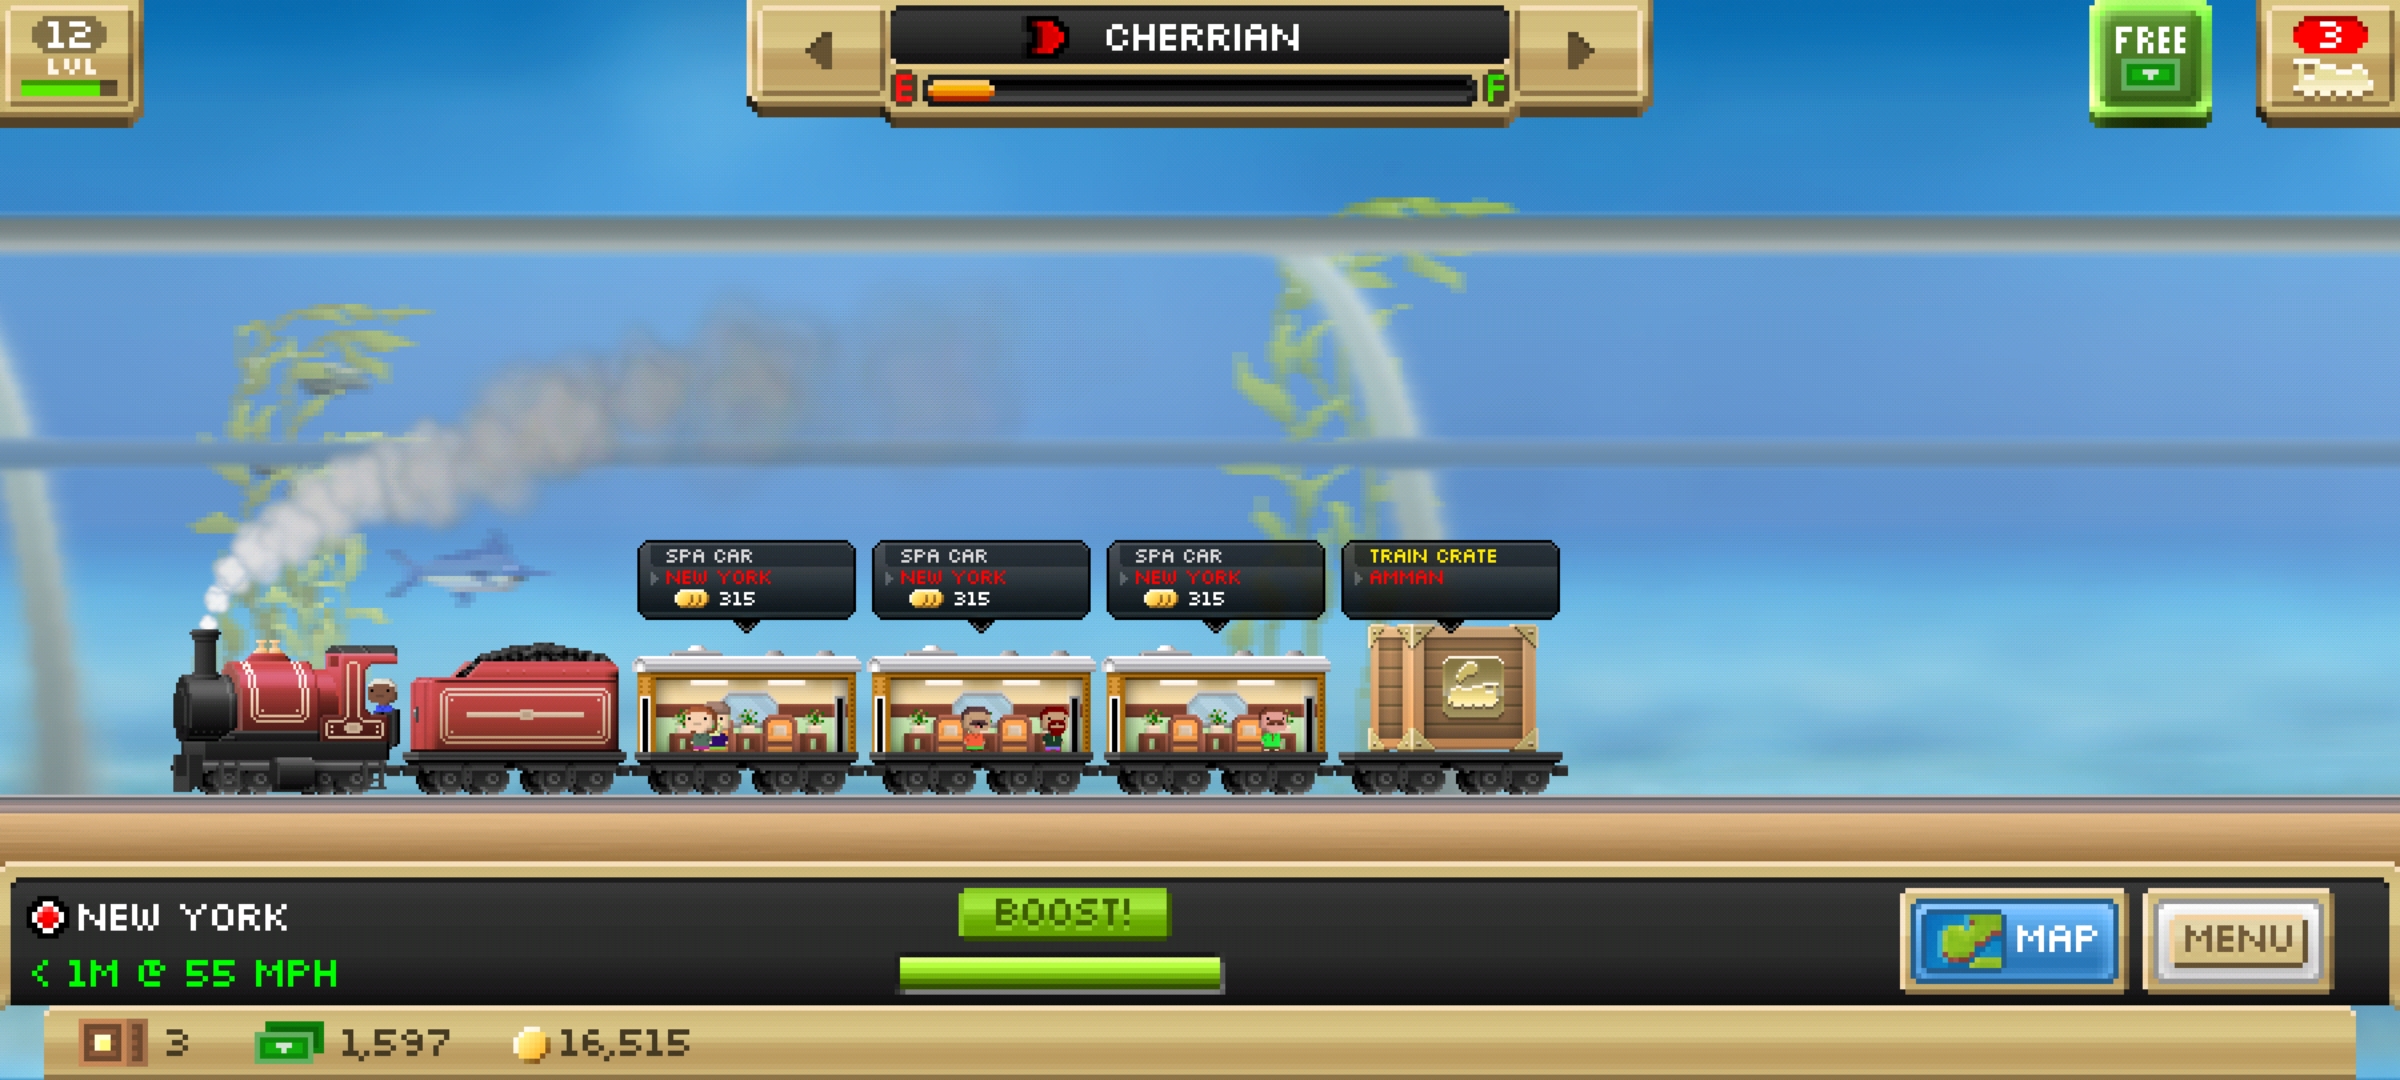 12
LVL
CHERRIAN
E
F
FREE
3
SPA CAR
NEW YORK
315
SPA CAR
NEW YORK
315
SPA CAR
NEW YORK
315
TRAIN CRATE
AMMAN
NEW YORK
< 1M @ 55 MPH
BOOST!
MAP
MENU
3
1,597
16,515